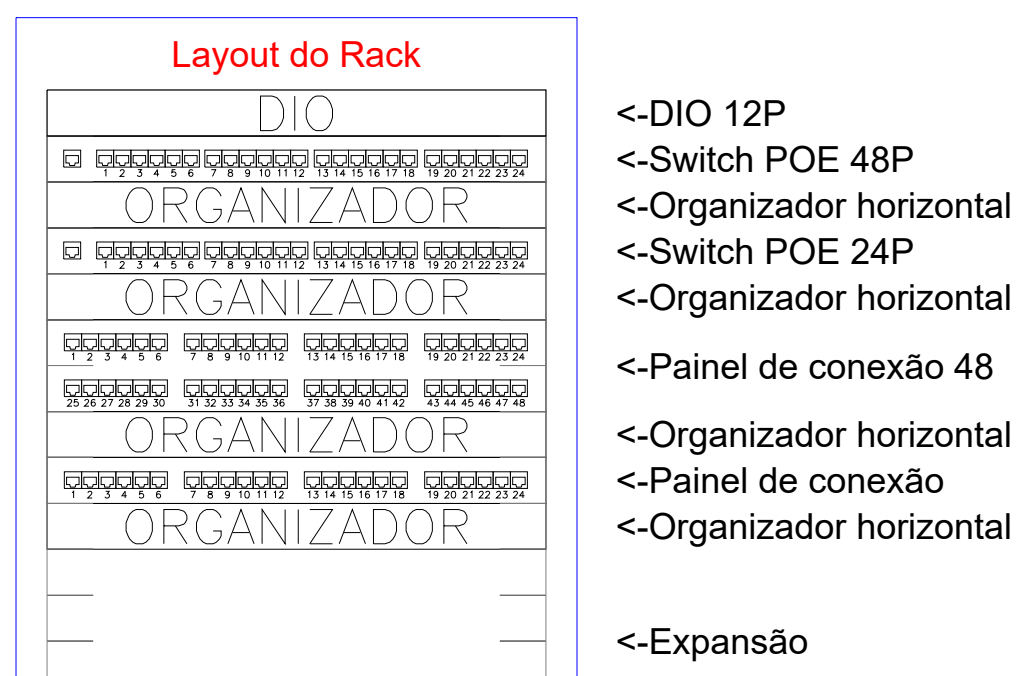 Layout do Rack
DIO
<-DIO 12P
1 2 3 4 5 6 7 8 9 10 11 12 13 14 15 16 17 18 19 20 21 22 23 24
<-Switch POE 48P
ORGANIZADOR
<-Organizador horizontal
1 2 3 4 5 6 7 8 9 10 11 12 13 14 15 16 17 18 19 20 21 22 23 24
<-Switch POE 24P
ORGANIZADOR
<-Organizador horizontal
1 2 3 4 5 6 7 8 9 10 11 12 13 14 15 16 17 18 19 20 21 22 23 24
<-Painel de conexão 48
25 26 27 28 29 30 31 32 33 34 35 36 37 38 39 40 41 42 43 44 45 46 47 48
ORGANIZADOR
<-Organizador horizontal
1 2 3 4 5 6 7 8 9 10 11 12 13 14 15 16 17 18 19 20 21 22 23 24
<-Painel de conexão
ORGANIZADOR
<-Organizador horizontal
<-Expansão